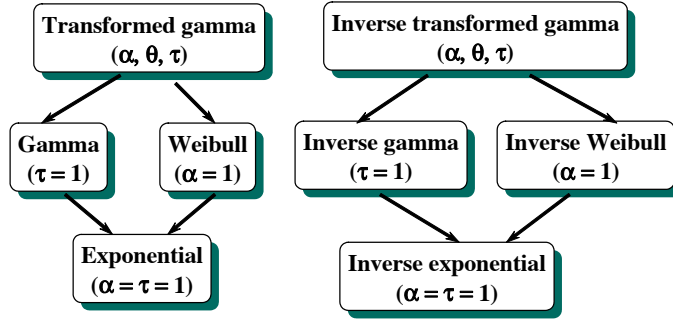 Transformed gamma
(α, θ, τ)
Gamma
(τ = 1)
Weibull
(α = 1)
Exponential
(α = τ = 1)
Inverse transformed gamma
(α, θ, τ)
Inverse gamma
(τ = 1)
Inverse Weibull
(α = 1)
Inverse exponential
(α = τ = 1)